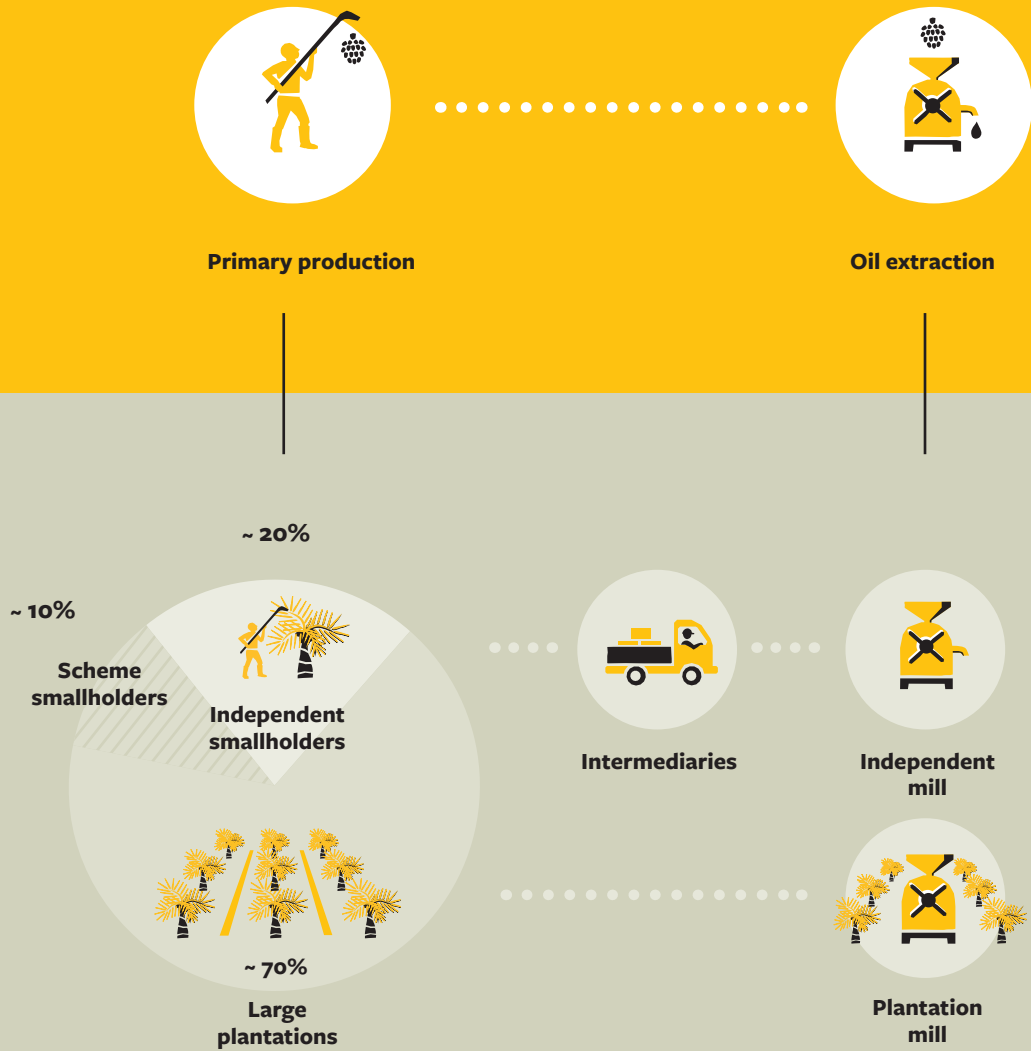 Primary production
Oil extraction
~ 20%
~ 10%
Scheme
smallholders
Independent
smallholders
Intermediaries
Independent
mill
~ 70%
Large
plantations
Plantation
mill